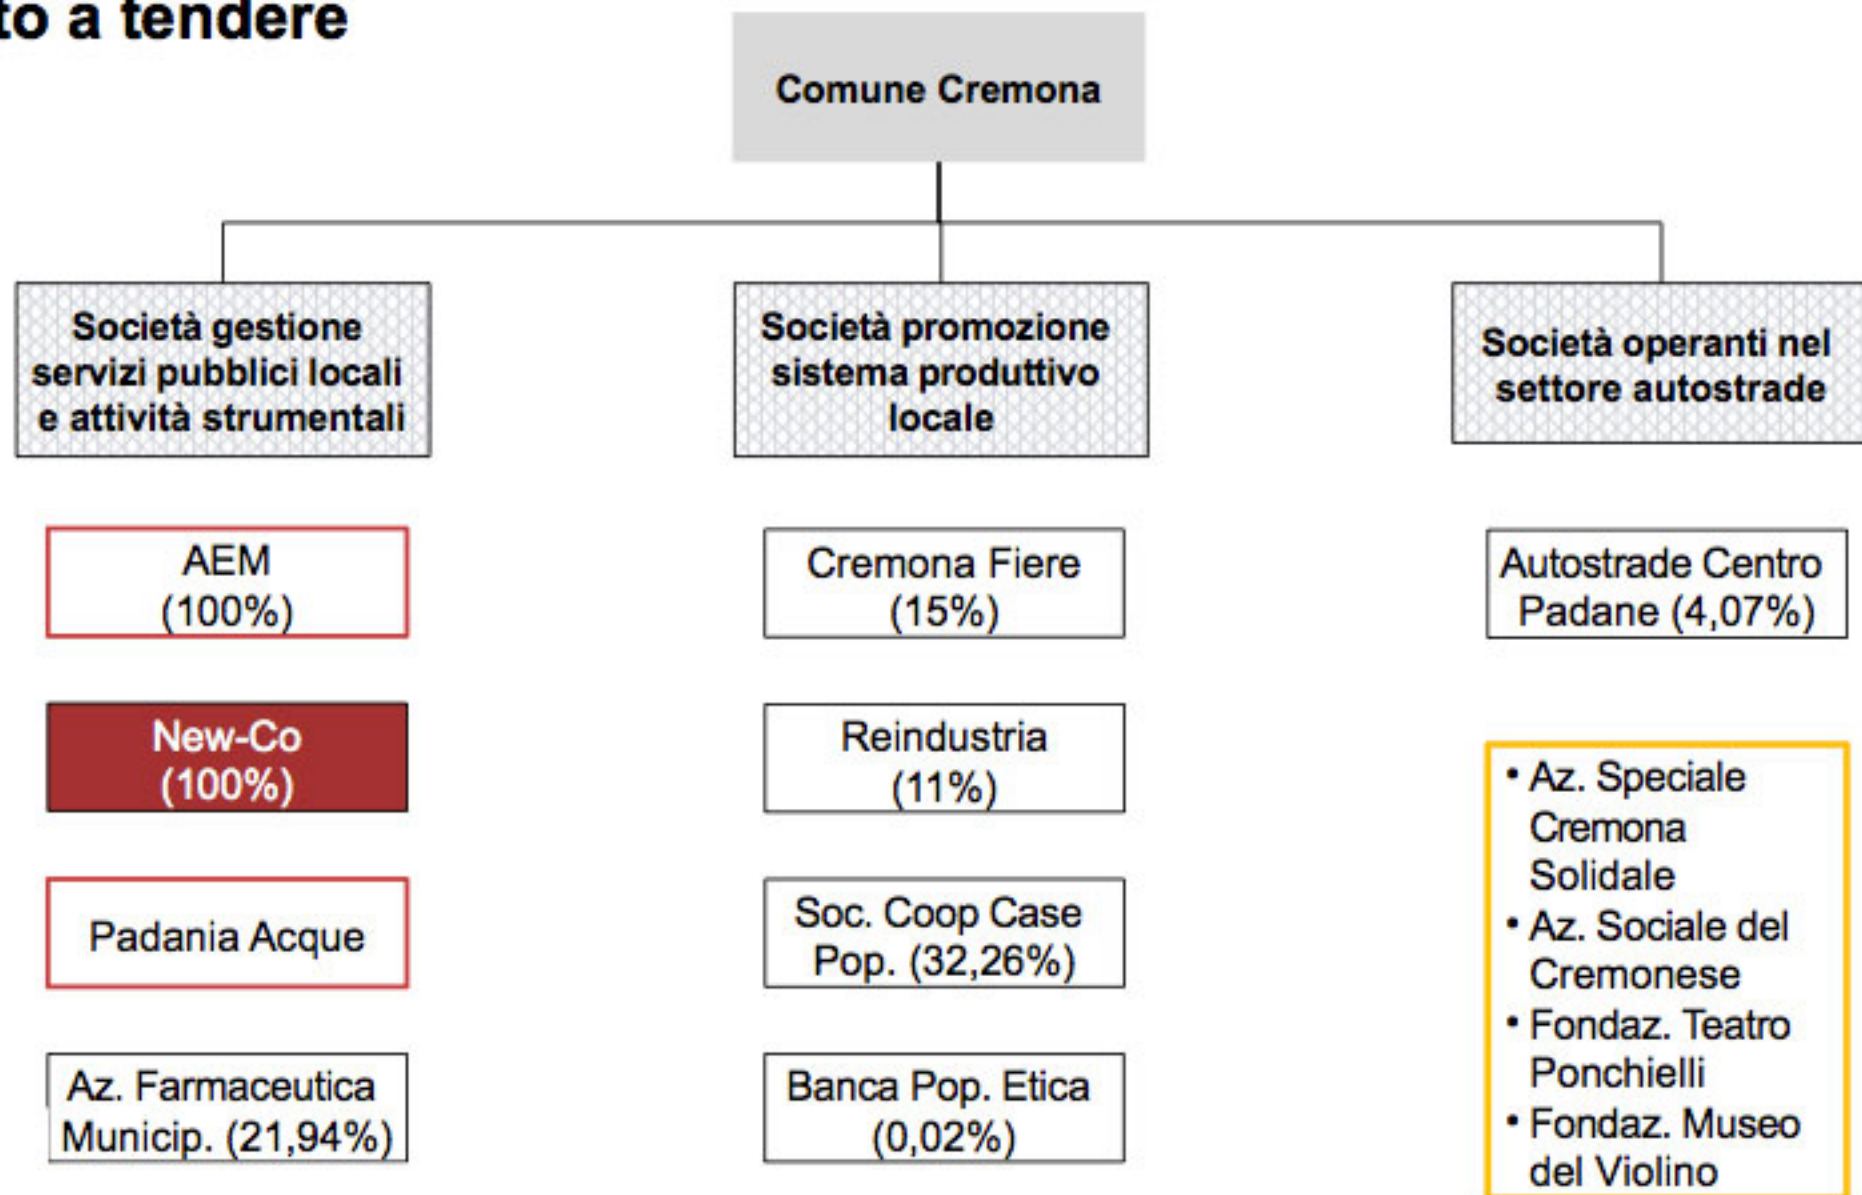 to a tendere
Comune Cremona
Società gestione
servizi pubblici locali
e attività strumentali
AEM
(100%)
New-Co
(100%)
Padania Acque
Az. Farmaceutica
Municip. (21,94%)
Società promozione
sistema produttivo
locale
Cremona Fiere
(15%)
Reindustria
(11%)
Soc. Coop Case
Pop. (32,26%)
Banca Pop. Etica
(0,02%)
Società operanti nel
settore autostrade
Autostrade Centro
Padane (4,07%)
• Az. Speciale
Cremona
Solidale
• Az. Sociale del
Cremonese
• Fondaz. Teatro
Ponchielli
• Fondaz. Museo
del Violino